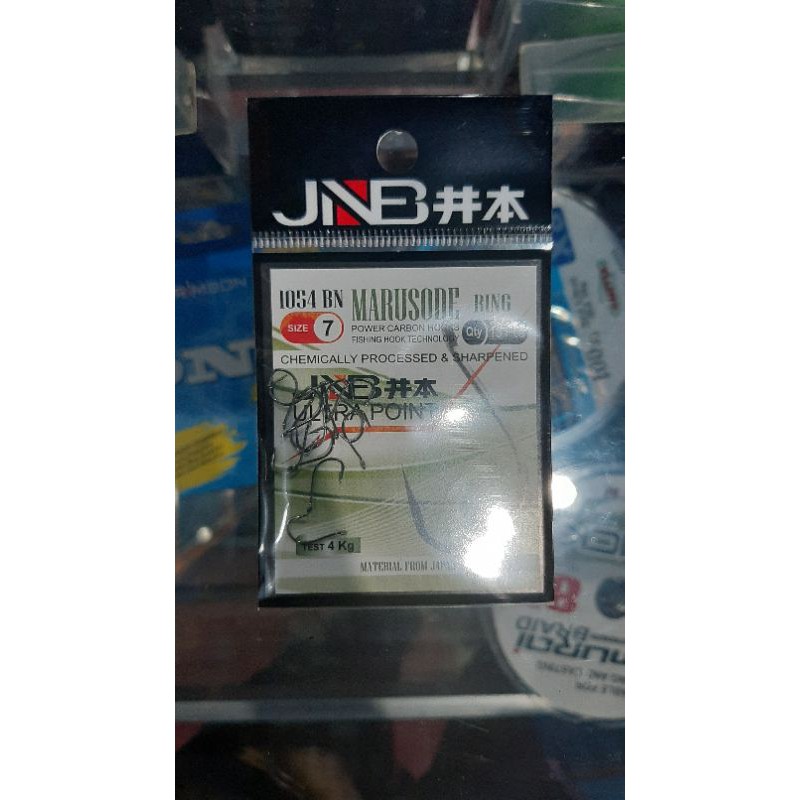 JNB井本
1054 BN MARUSODE RING
SIZE 7 POWER CARBON HOOKS Qty
FISHING HOOK TECHNOLOGY
CHEMICALLY PROCESSED & SHARPENED
JNB井本
ULTRA POINT
TEST 4 Kg
MATERIAL FROM JAPAN
BRAID